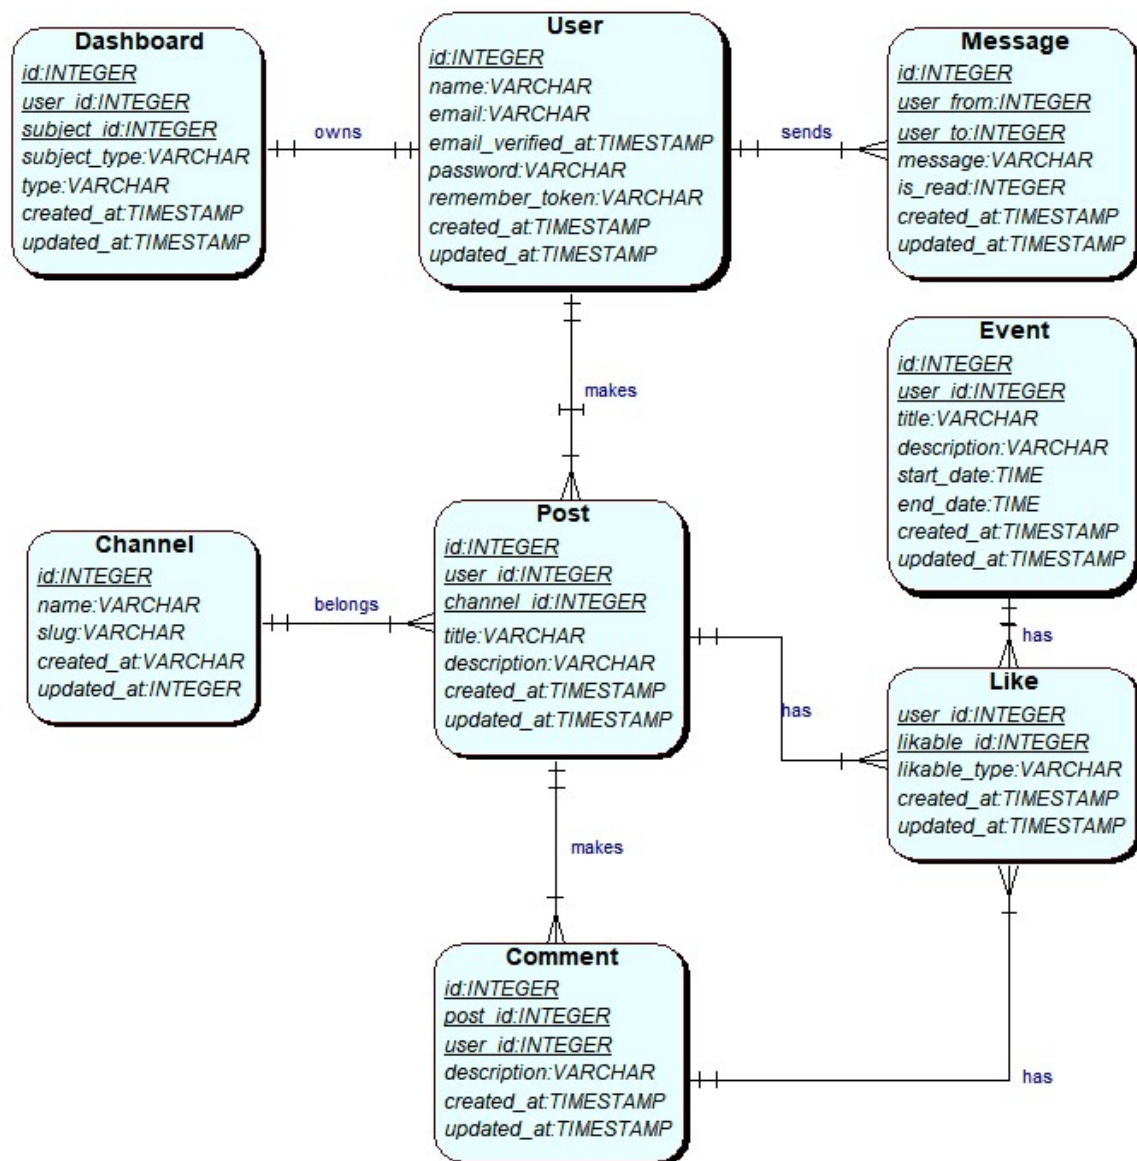 Dashboard
id:INTEGER
user_id:INTEGER
subject_id:INTEGER
subject_type:VARCHAR
type:VARCHAR
created_at:TIMESTAMP
updated_at:TIMESTAMP
owns
User
id:INTEGER
name:VARCHAR
email:VARCHAR
email_verified_at:TIMESTAMP
password:VARCHAR
remember_token:VARCHAR
created_at:TIMESTAMP
updated_at:TIMESTAMP
sends
Message
id:INTEGER
user_from:INTEGER
user_to:INTEGER
message:VARCHAR
is_read:INTEGER
created_at:TIMESTAMP
updated_at:TIMESTAMP
makes
Event
id:INTEGER
user_id:INTEGER
title:VARCHAR
description:VARCHAR
start_date:TIME
end_date:TIME
created_at:TIMESTAMP
updated_at:TIMESTAMP
has
Channel
id:INTEGER
name:VARCHAR
slug:VARCHAR
created_at:VARCHAR
updated_at:INTEGER
belongs
Post
id:INTEGER
user_id:INTEGER
channel_id:INTEGER
title:VARCHAR
description:VARCHAR
created_at:TIMESTAMP
updated_at:TIMESTAMP
has
Like
user_id:INTEGER
likable_id:INTEGER
likable_type:VARCHAR
created_at:TIMESTAMP
updated_at:TIMESTAMP
makes
Comment
id:INTEGER
post_id:INTEGER
user_id:INTEGER
description:VARCHAR
created_at:TIMESTAMP
updated_at:TIMESTAMP
has